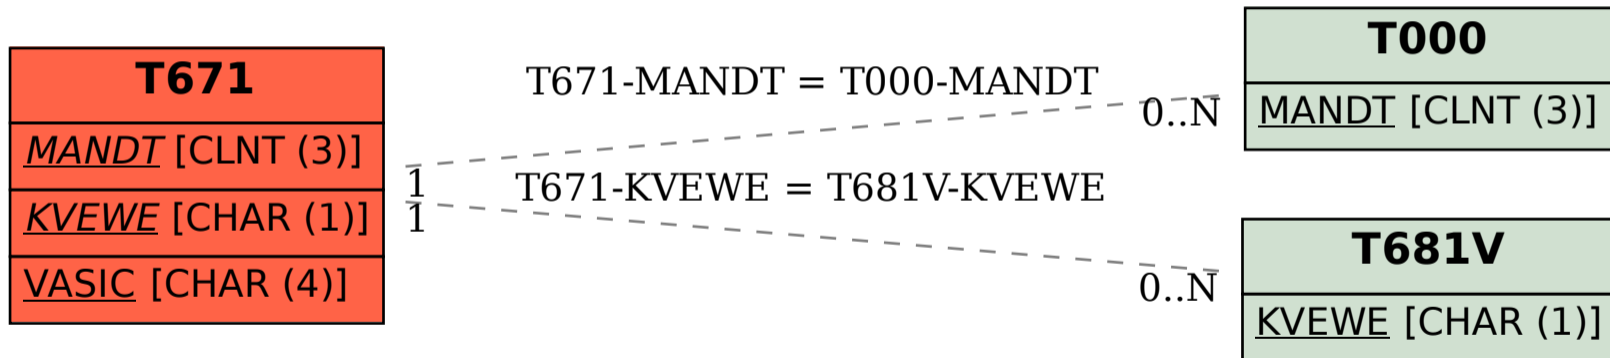 T671
MANDT [CLNT (3)]
KVEWE [CHAR (1)]
VASIC [CHAR (4)]
T671-MANDT = T000-MANDT
0..N
1
T671-KVEWE = T681V-KVEWE
1
0..N
T000
MANDT [CLNT (3)]
T681V
KVEWE [CHAR (1)]